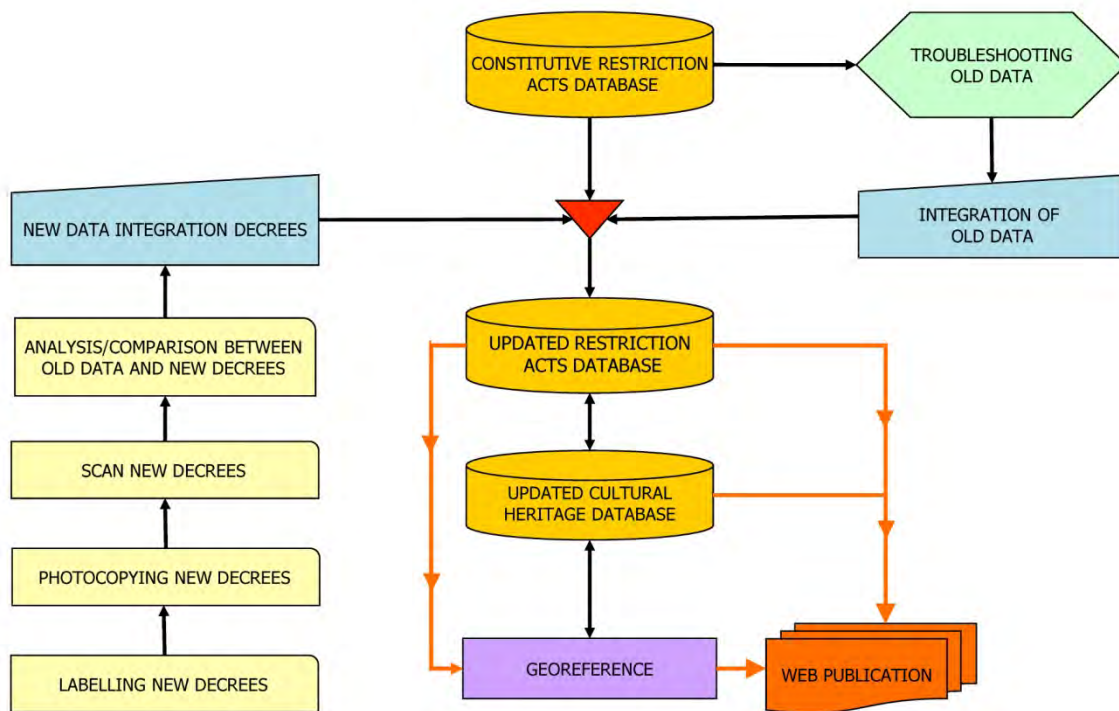 CONSTITUTIVE RESTRICTION
ACTS DATABASE
TROUBLESHOOTING
OLD DATA
NEW DATA INTEGRATION DECREES
INTEGRATION OF
OLD DATA
ANALYSIS/COMPARISON BETWEEN
OLD DATA AND NEW DECREES
UPDATED RESTRICTION
ACTS DATABASE
SCAN NEW DECREES
UPDATED CULTURAL
HERITAGE DATABASE
PHOTOCOPYING NEW DECREES
LABELLING NEW DECREES
GEOREFERENCE
WEB PUBLICATION